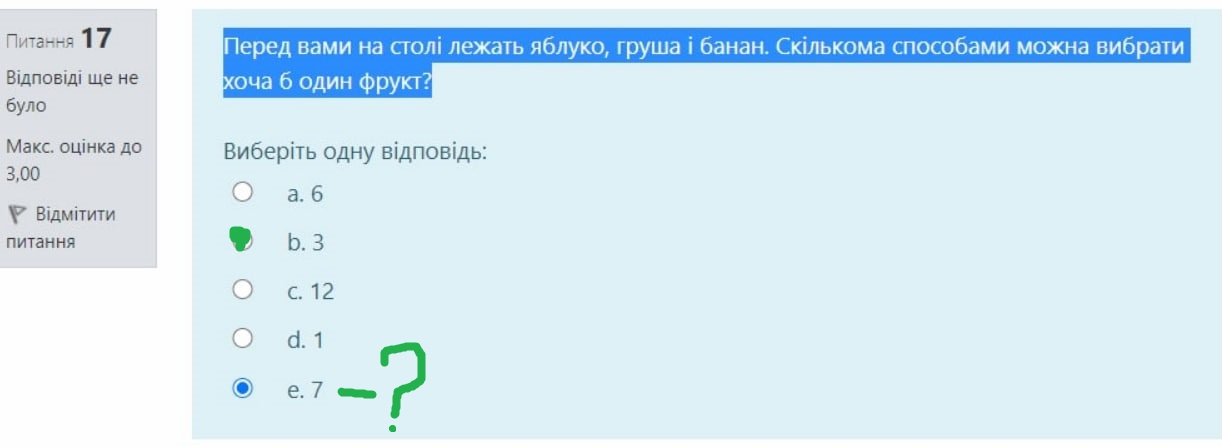 Питання 17
Відповіді ще не
було
Макс. оцінка до
3,00
Відмітити
питання
Перед вами на столі лежать яблуко, груша і банан. Скількома способами можна вибрати
хоча б один фрукт?
Виберіть одну відповідь:
a. 6
b. 3
c. 12
d. 1
e. 7 – ?